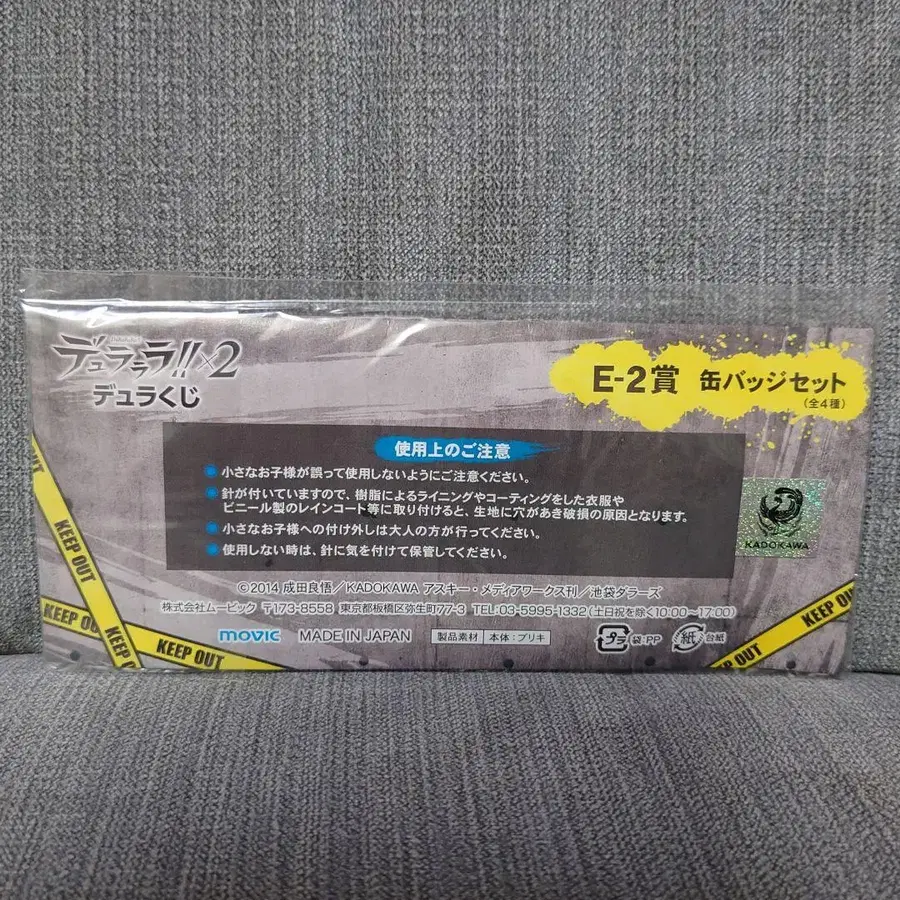 デュラララ!!×2
デュラくじ
E-2賞 缶バッジセット
(全4種)
使用上のご注意
小さなお子様が誤って使用しないようにご注意ください。
針が付いていますので、樹脂によるライニングやコーティングをした衣服や
ビニール製のレインコート等に取り付けると、生地に穴があき破損の原因となります。
小さなお子様への付け外しは大人の方が行ってください。
使用しない時は、針に気を付けて保管してください。
KADOKAWA
©2014 成田良悟/KADOKAWA アスキー・メディアワークス刊/池袋ダラーズ
株式会社ムービック 〒173-8558 東京都板橋区弥生町77-3 TEL:03-5995-1332(土日祝を除く10:00~17:00)
movic MADE IN JAPAN 製品素材 本体:ブリキ プラ 袋:PP 紙 台紙
KEEP OUT
KEEP OU
KEEP OUT
KEEP OUT
KEEP OUT